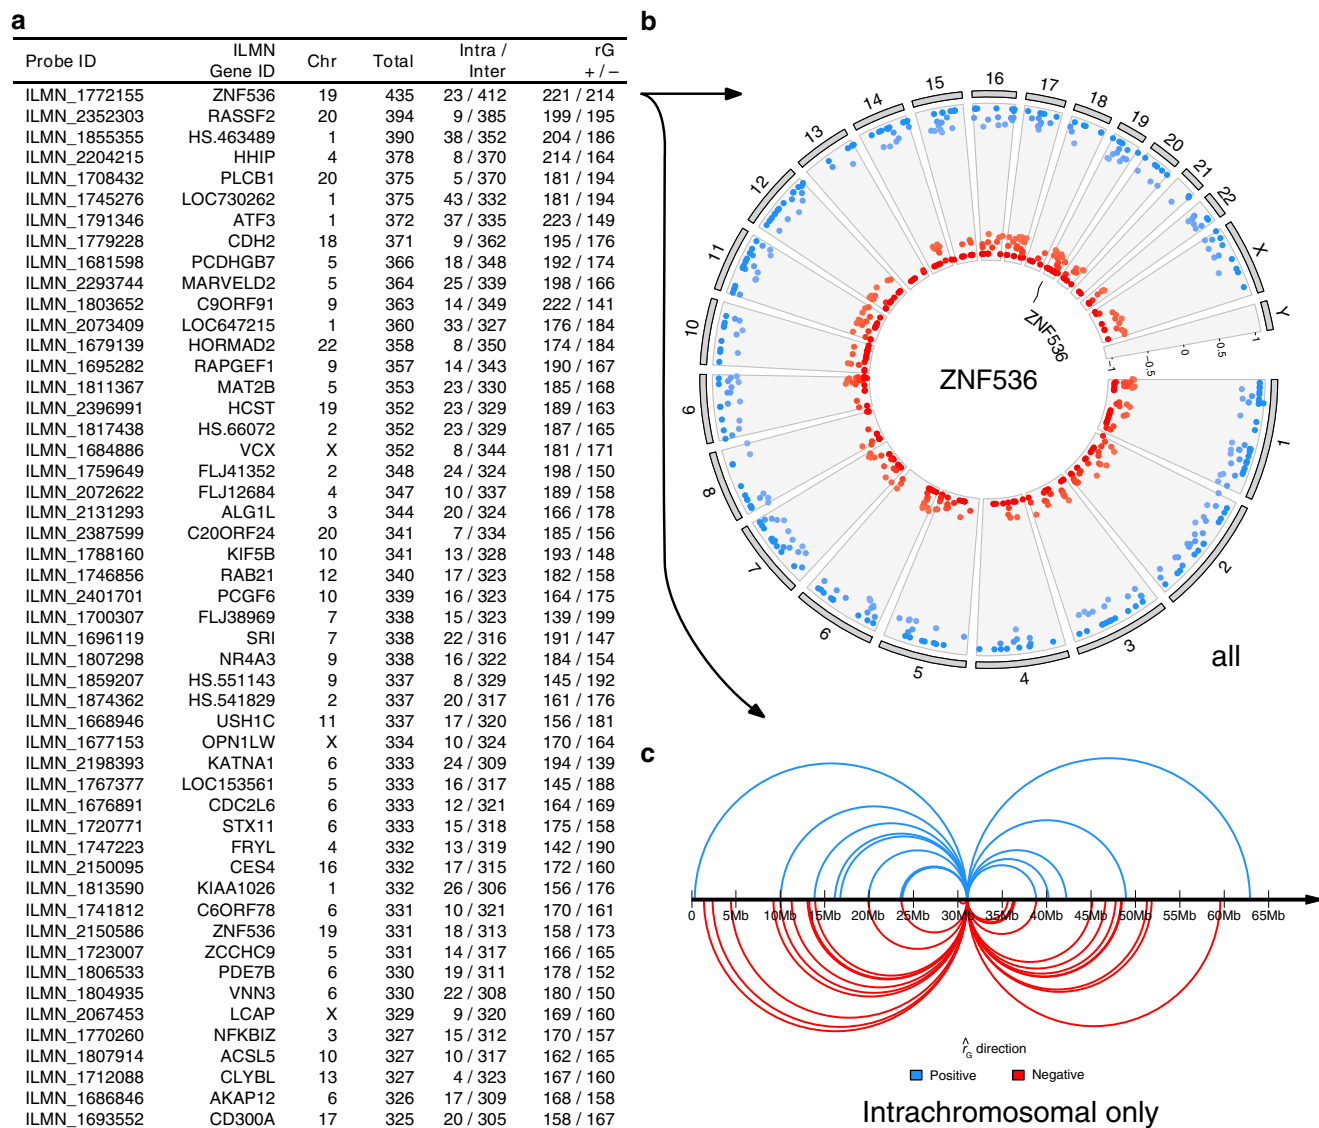 a
Probe ID ILMN Gene ID Chr Total Intra / Inter rG + / −
ILMN_1772155 ZNF536 19 435 23 / 412 221 / 214
ILMN_2352303 RASSF2 20 394 9 / 385 199 / 195
ILMN_1855355 HS.463489 1 390 38 / 352 204 / 186
ILMN_2204215 HHIP 4 378 8 / 370 214 / 164
ILMN_1708432 PLCB1 20 375 5 / 370 181 / 194
ILMN_1745276 LOC730262 1 375 43 / 332 181 / 194
ILMN_1791346 ATF3 1 372 37 / 335 223 / 149
ILMN_1779228 CDH2 18 371 9 / 362 195 / 176
ILMN_1681598 PCDHGB7 5 366 18 / 348 192 / 174
ILMN_2293744 MARVELD2 5 364 25 / 339 198 / 166
ILMN_1803652 C9ORF91 9 363 14 / 349 222 / 141
ILMN_2073409 LOC647215 1 360 33 / 327 176 / 184
ILMN_1679139 HORMAD2 22 358 8 / 350 174 / 184
ILMN_1695282 RAPGEF1 9 357 14 / 343 190 / 167
ILMN_1811367 MAT2B 5 353 23 / 330 185 / 168
ILMN_2396991 HCST 19 352 23 / 329 189 / 163
ILMN_1817438 HS.66072 2 352 23 / 329 187 / 165
ILMN_1684886 VCX X 352 8 / 344 181 / 171
ILMN_1759649 FLJ41352 2 348 24 / 324 198 / 150
ILMN_2072622 FLJ12684 4 347 10 / 337 189 / 158
ILMN_2131293 ALG1L 3 344 20 / 324 166 / 178
ILMN_2387599 C20ORF24 20 341 7 / 334 185 / 156
ILMN_1788160 KIF5B 10 341 13 / 328 193 / 148
ILMN_1746856 RAB21 12 340 17 / 323 182 / 158
ILMN_2401701 PCGF6 10 339 16 / 323 164 / 175
ILMN_1700307 FLJ38969 7 338 15 / 323 139 / 199
ILMN_1696119 SRI 7 338 22 / 316 191 / 147
ILMN_1807298 NR4A3 9 338 16 / 322 184 / 154
ILMN_1859207 HS.551143 9 337 8 / 329 145 / 192
ILMN_1874362 HS.541829 2 337 20 / 317 161 / 176
ILMN_1668946 USH1C 11 337 17 / 320 156 / 181
ILMN_1677153 OPN1LW X 334 10 / 324 170 / 164
ILMN_2198393 KATNA1 6 333 24 / 309 194 / 139
ILMN_1767377 LOC153561 5 333 16 / 317 145 / 188
ILMN_1676891 CDC2L6 6 333 12 / 321 164 / 169
ILMN_1720771 STX11 6 333 15 / 318 175 / 158
ILMN_1747223 FRYL 4 332 13 / 319 142 / 190
ILMN_2150095 CES4 16 332 17 / 315 172 / 160
ILMN_1813590 KIAA1026 1 332 26 / 306 156 / 176
ILMN_1741812 C6ORF78 6 331 10 / 321 170 / 161
ILMN_2150586 ZNF536 19 331 18 / 313 158 / 173
ILMN_1723007 ZCCHC9 5 331 14 / 317 166 / 165
ILMN_1806533 PDE7B 6 330 19 / 311 178 / 152
ILMN_1804935 VNN3 6 330 22 / 308 180 / 150
ILMN_2067453 LCAP X 329 9 / 320 169 / 160
ILMN_1770260 NFKBIZ 3 327 15 / 312 170 / 157
ILMN_1807914 ACSL5 10 327 10 / 317 162 / 165
ILMN_1712088 CLYBL 13 327 4 / 323 167 / 160
ILMN_1686846 AKAP12 6 326 17 / 309 168 / 158
ILMN_1693552 CD300A 17 325 20 / 305 158 / 167
b
1
2
3
4
5
6
7
8
9
10
11
12
13
14
15
16
17
18
19
20
21
22
X
Y
-1 -0.5 0 0.5 1
ZNF536
ZNF536
all
c
0 5Mb 10Mb 15Mb 20Mb 25Mb 30Mb 35Mb 40Mb 45Mb 50Mb 55Mb 60Mb 65Mb
r̂G direction
Positive Negative
Intrachromosomal only